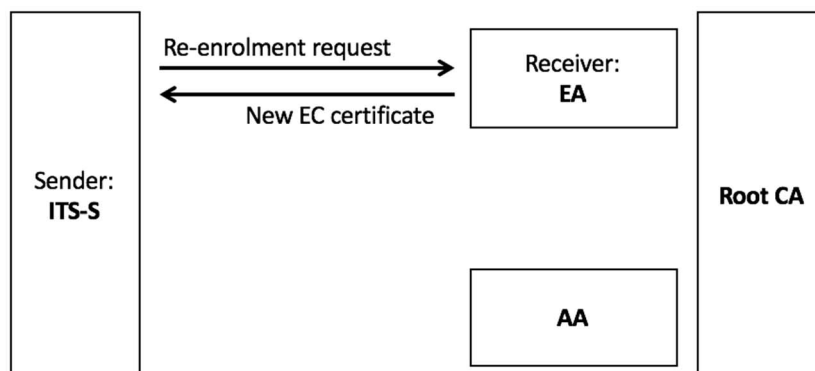 Re-enrolment request
New EC certificate
Receiver:
EA
Sender:
ITS-S
Root CA
AA